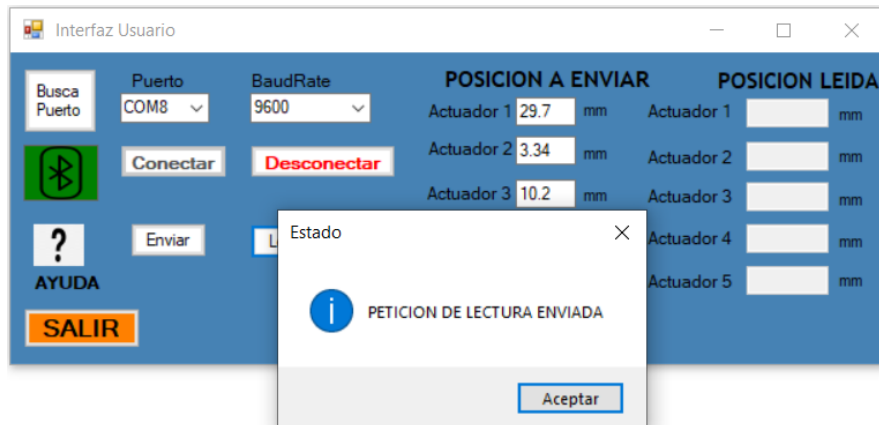 Interfaz Usuario
Busca
Puerto
Puerto
COM8
BaudRate
9600
Conectar
Desconectar
?
AYUDA
Enviar
SALIR
POSICION A ENVIAR
Actuador 1 29.7 mm
Actuador 2 3.34 mm
Actuador 3 10.2 mm
POSICION LEIDA
Actuador 1 mm
Actuador 2 mm
Actuador 3 mm
Actuador 4 mm
Actuador 5 mm
Estado
PETICION DE LECTURA ENVIADA
Aceptar